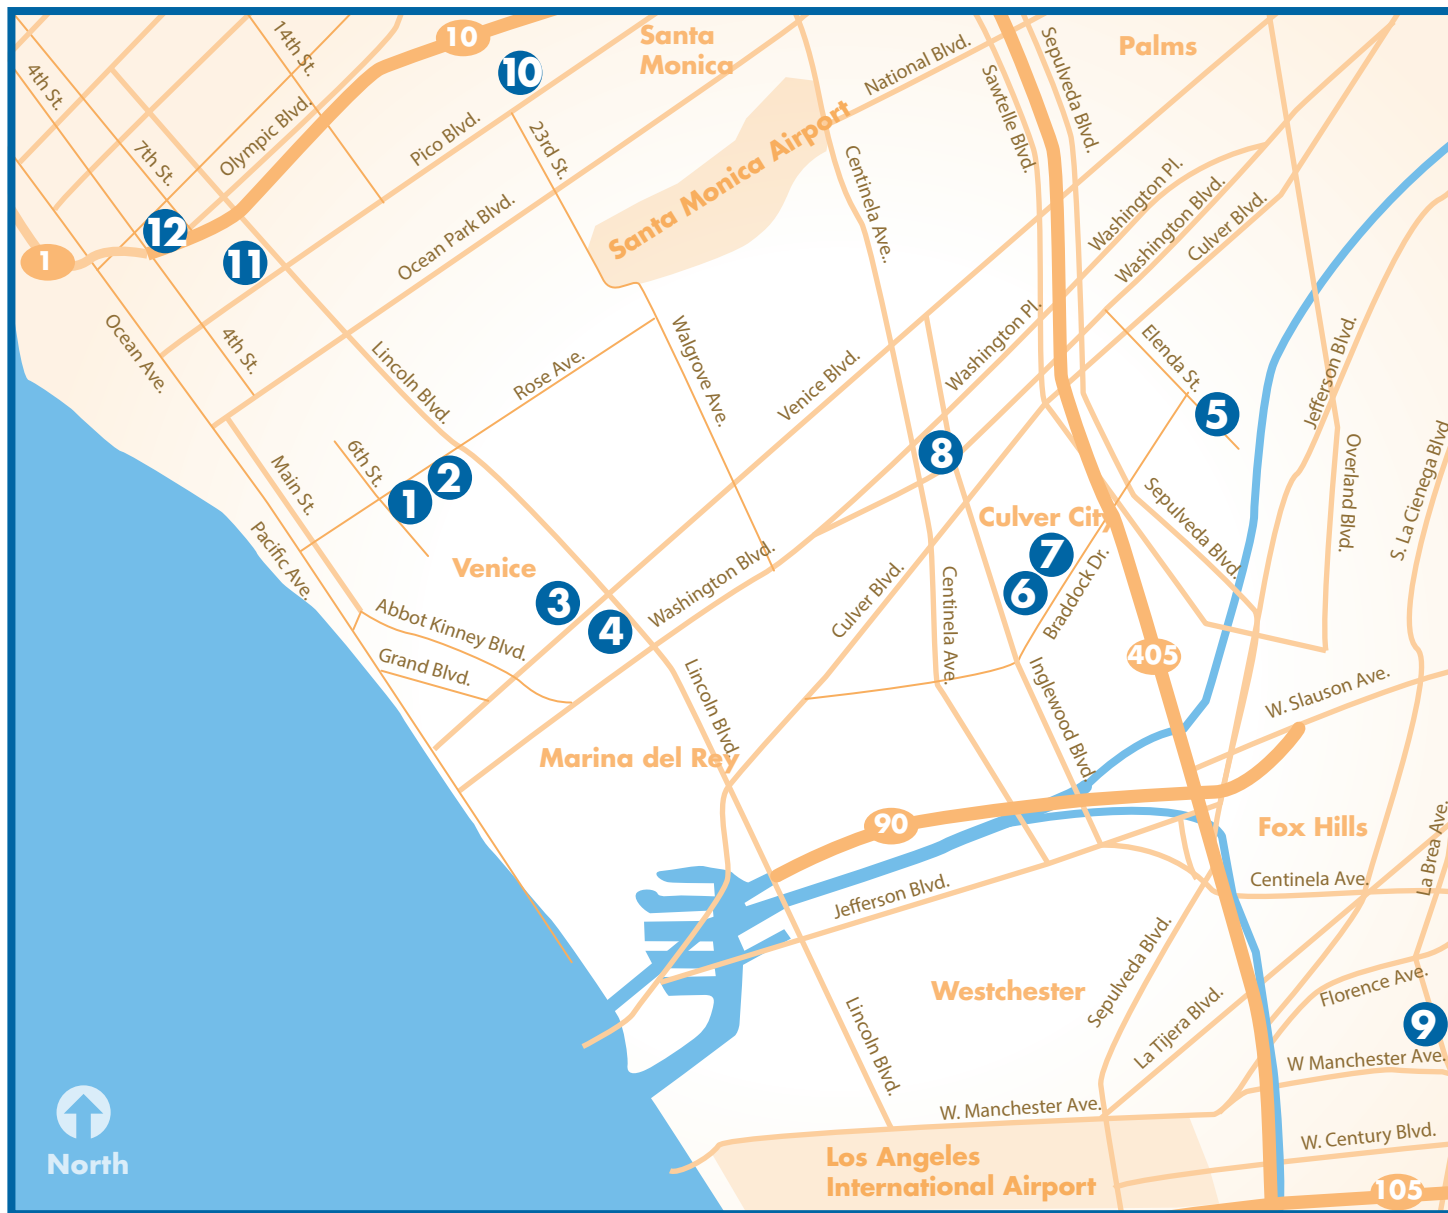 14th St.
10
Santa
Monica
National Blvd.
Sepulveda Blvd.
Palms
4th St.
10
Sawtelle Blvd.
Olympic Blvd.
Pico Blvd.
23rd St.
Santa Monica Airport
Centinela Ave..
7th St.
Washington Pl.
Washington Blvd.
Culver Blvd.
12
11
1
Ocean Park Blvd.
Ocean Ave.
4th St.
Lincoln Blvd.
Rose Ave.
Walgrove Ave.
Venice Blvd.
Washington Pl.
Elenda St.
Jefferson Blvd.
5
6th St.
2
1
8
Main St.
Overland Blvd.
S. La Cienega Blvd
Culver City
Sepulveda Blvd.
Pacific Ave.
Venice
7
6
Braddock Dr.
3
4
Washington Blvd.
Culver Blvd.
Centinela Ave.
Abbot Kinney Blvd.
Grand Blvd.
405
Lincoln Blvd.
Inglewood Blvd.
W. Slauson Ave.
Marina del Rey
90
Fox Hills
La Brea Ave.
Centinela Ave.
Jefferson Blvd.
Sepulveda Blvd.
Westchester
Florence Ave.
La Tijera Blvd.
9
Lincoln Blvd.
W Manchester Ave.
W. Manchester Ave.
W. Century Blvd.
North
Los Angeles
International Airport
105